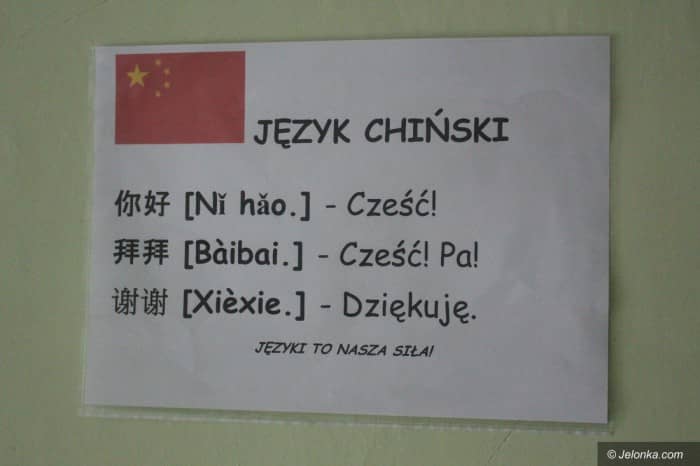 JĘZYK CHIŃSKI
你好 [Nǐ hǎo.] - Cześć!
拜拜 [Bàibai.] - Cześć! Pa!
谢谢 [Xièxie.] - Dziękuję.
JĘZYKI TO NASZA SIŁA!
© Jelonka.com